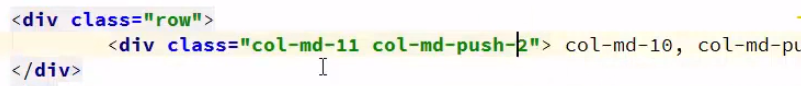 <div class="row">
<div class="col-md-11 col-md-push-2"> col-md-10, col-md-pu
</div>